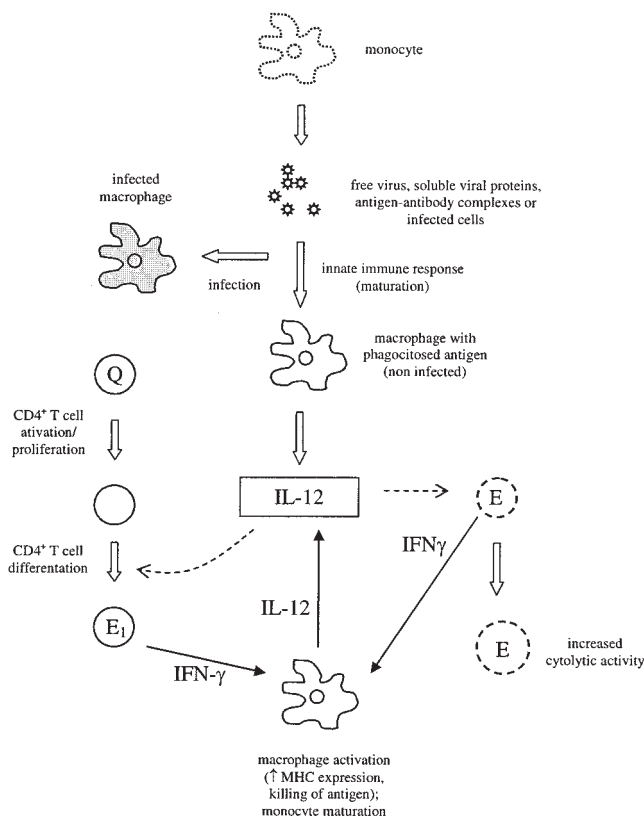 monocyte
free virus, soluble viral proteins,
antigen-antibody complexes or
infected cells
infected
macrophage
infection
innate immune response
(maturation)
macrophage with
phagocitosed antigen
(non infected)
Q
CD4+ T cell
ativation/
proliferation
IL-12
E
CD4+ T cell
differentation
IFNγ
IL-12
E1
IFN-γ
E
increased
cytolytic activity
macrophage activation
(↑ MHC expression,
killing of antigen);
monocyte maturation